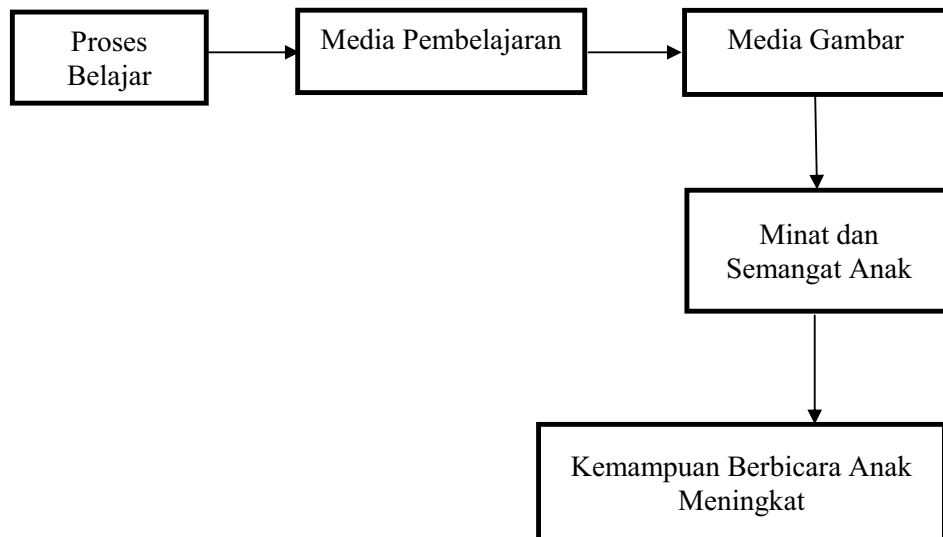 Proses
Belajar
Media Pembelajaran
Media Gambar
Minat dan
Semangat Anak
Kemampuan Berbicara Anak
Meningkat